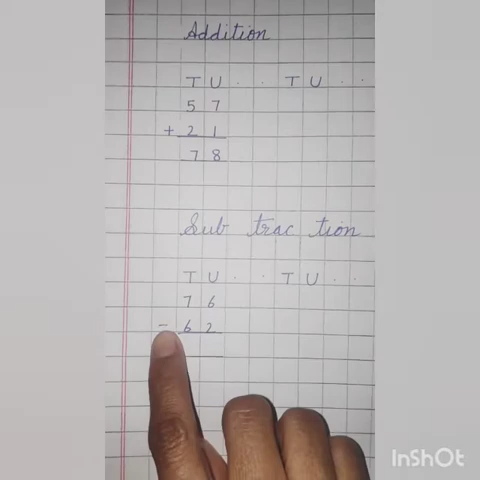 Addition
T U . . T U . .
5 7
+ 2 1
7 8
Sub trac tion
T U . . T U . .
7 6
- 6 2
InShOt